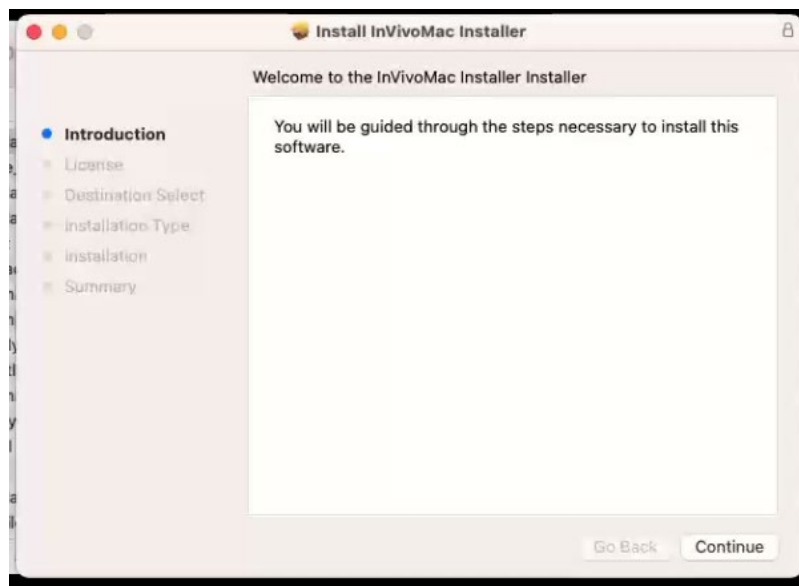 Install InVivoMac Installer
Welcome to the InVivoMac Installer Installer
Introduction
License
Destination Select
Installation Type
Installation
Summary
You will be guided through the steps necessary to install this
software.
Go Back
Continue